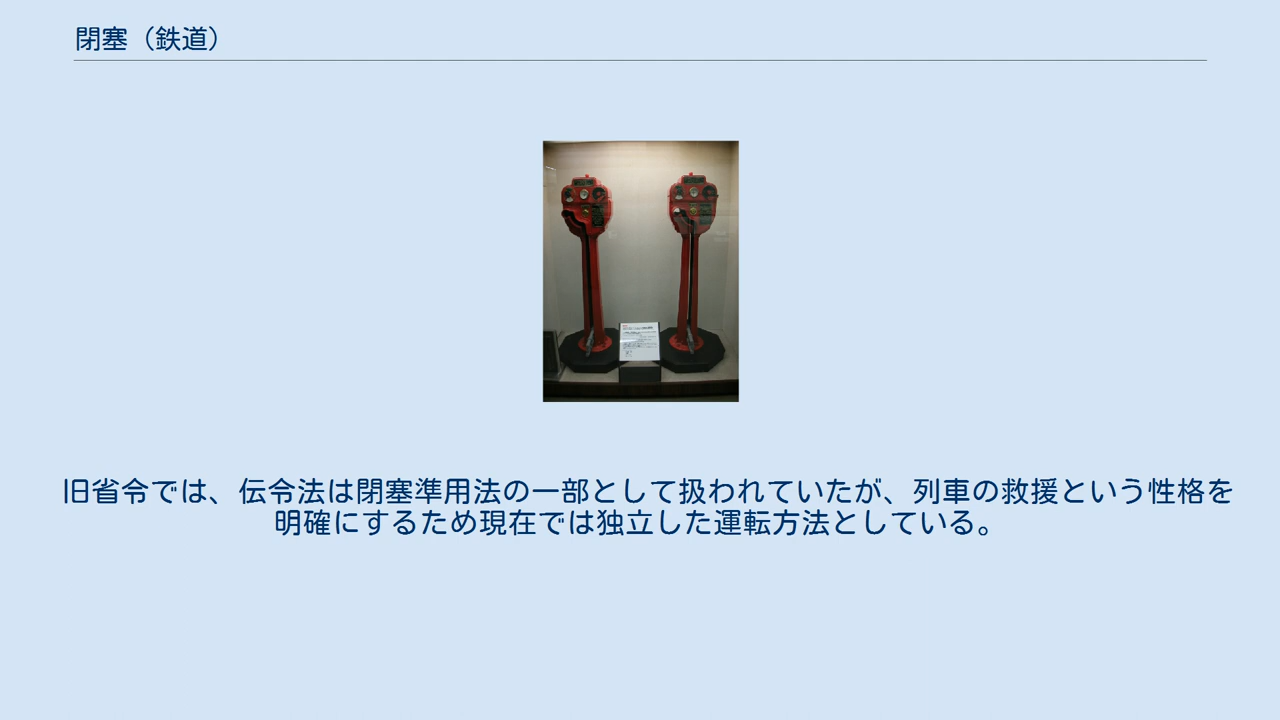 閉塞（鉄道）
旧省令では、伝令法は閉塞準用法の一部として扱われていたが、列車の救援という性格を
明確にするため現在では独立した運転方法としている。